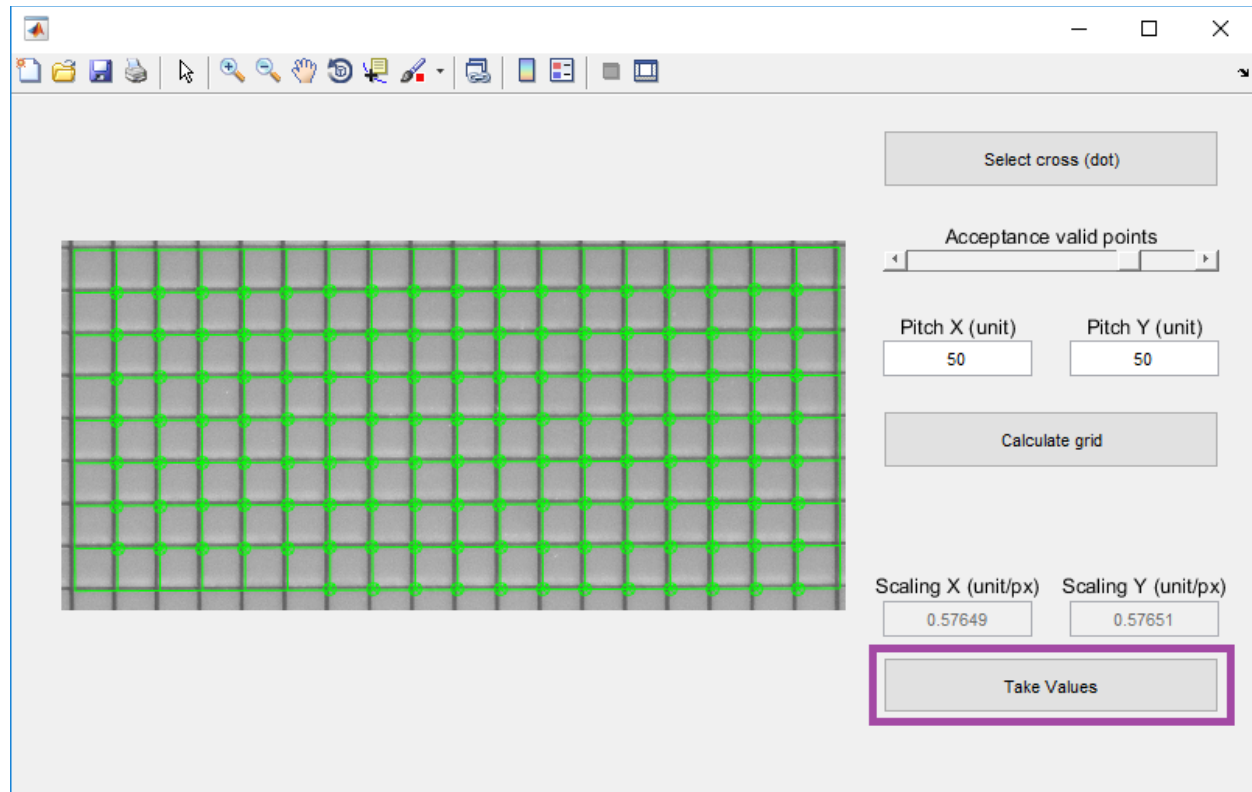 Select cross (dot)
Acceptance valid points
Pitch X (unit) Pitch Y (unit)
50 50
Calculate grid
Scaling X (unit/px) Scaling Y (unit/px)
0.57649 0.57651
Take Values